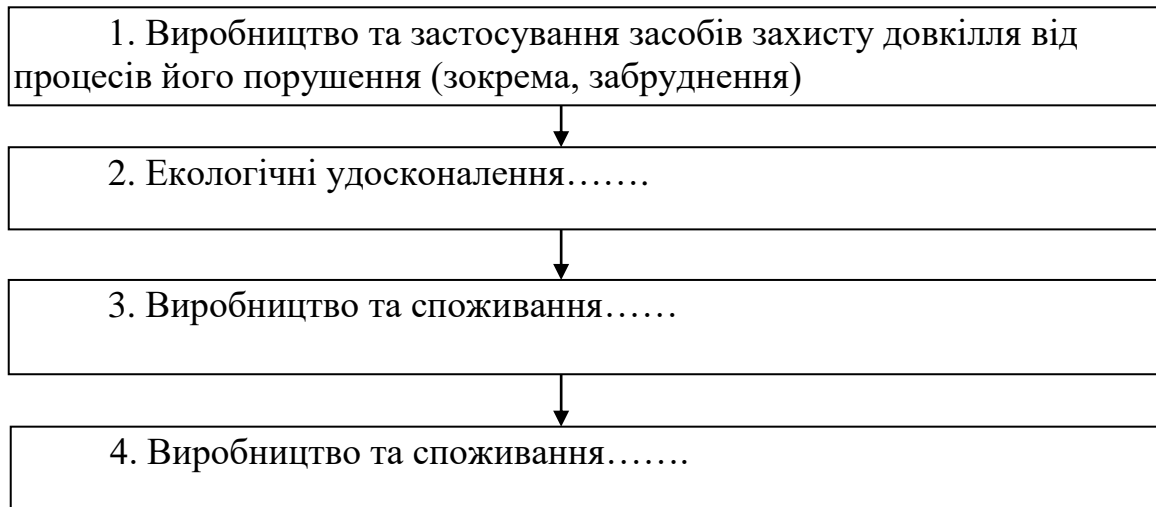 1. Виробництво та застосування засобів захисту довкілля від
процесів його порушення (зокрема, забруднення)
2. Екологічні удосконалення…….
3. Виробництво та споживання……
4. Виробництво та споживання…….